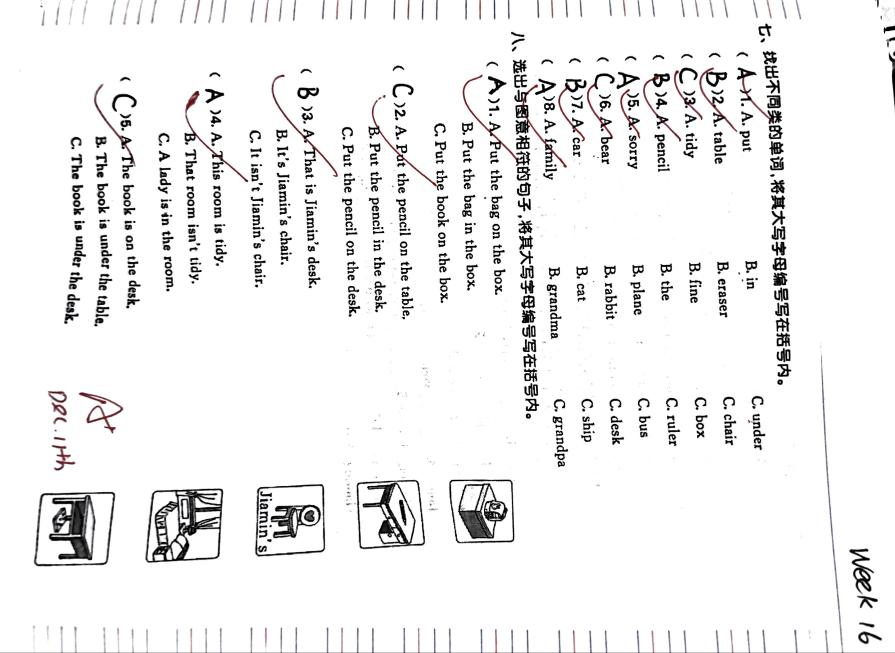 Week 16
七、找出不同类的单词,将其大写字母编号写在括号内。
(A)1. A. put B. in C. under
(B)2. A. table B. eraser C. chair
(C)3. A. tidy B. fine C. box
(B)4. A. pencil B. the C. ruler
(A)5. A. sorry B. plane C. bus
(C)6. A. bear B. rabbit C. desk
(B)7. A. car B. cat C. ship
(A)8. A. family B. grandma C. grandpa
八、选出与图意相符的句子,将其大写字母编号写在括号内。
(A)1. A. Put the bag on the box.
B. Put the bag in the box.
C. Put the book on the box.
(C)2. A. Put the pencil on the table.
B. Put the pencil in the desk.
C. Put the pencil on the desk.
(B)3. A. That is Jiamin's desk.
B. It's Jiamin's chair.
C. It isn't Jiamin's chair.
Jiamin's
(A)4. A. This room is tidy.
B. That room isn't tidy.
C. A lady is in the room.
(C)5. A. The book is on the desk.
B. The book is under the table.
C. The book is under the desk.
A+
Dec. 11th